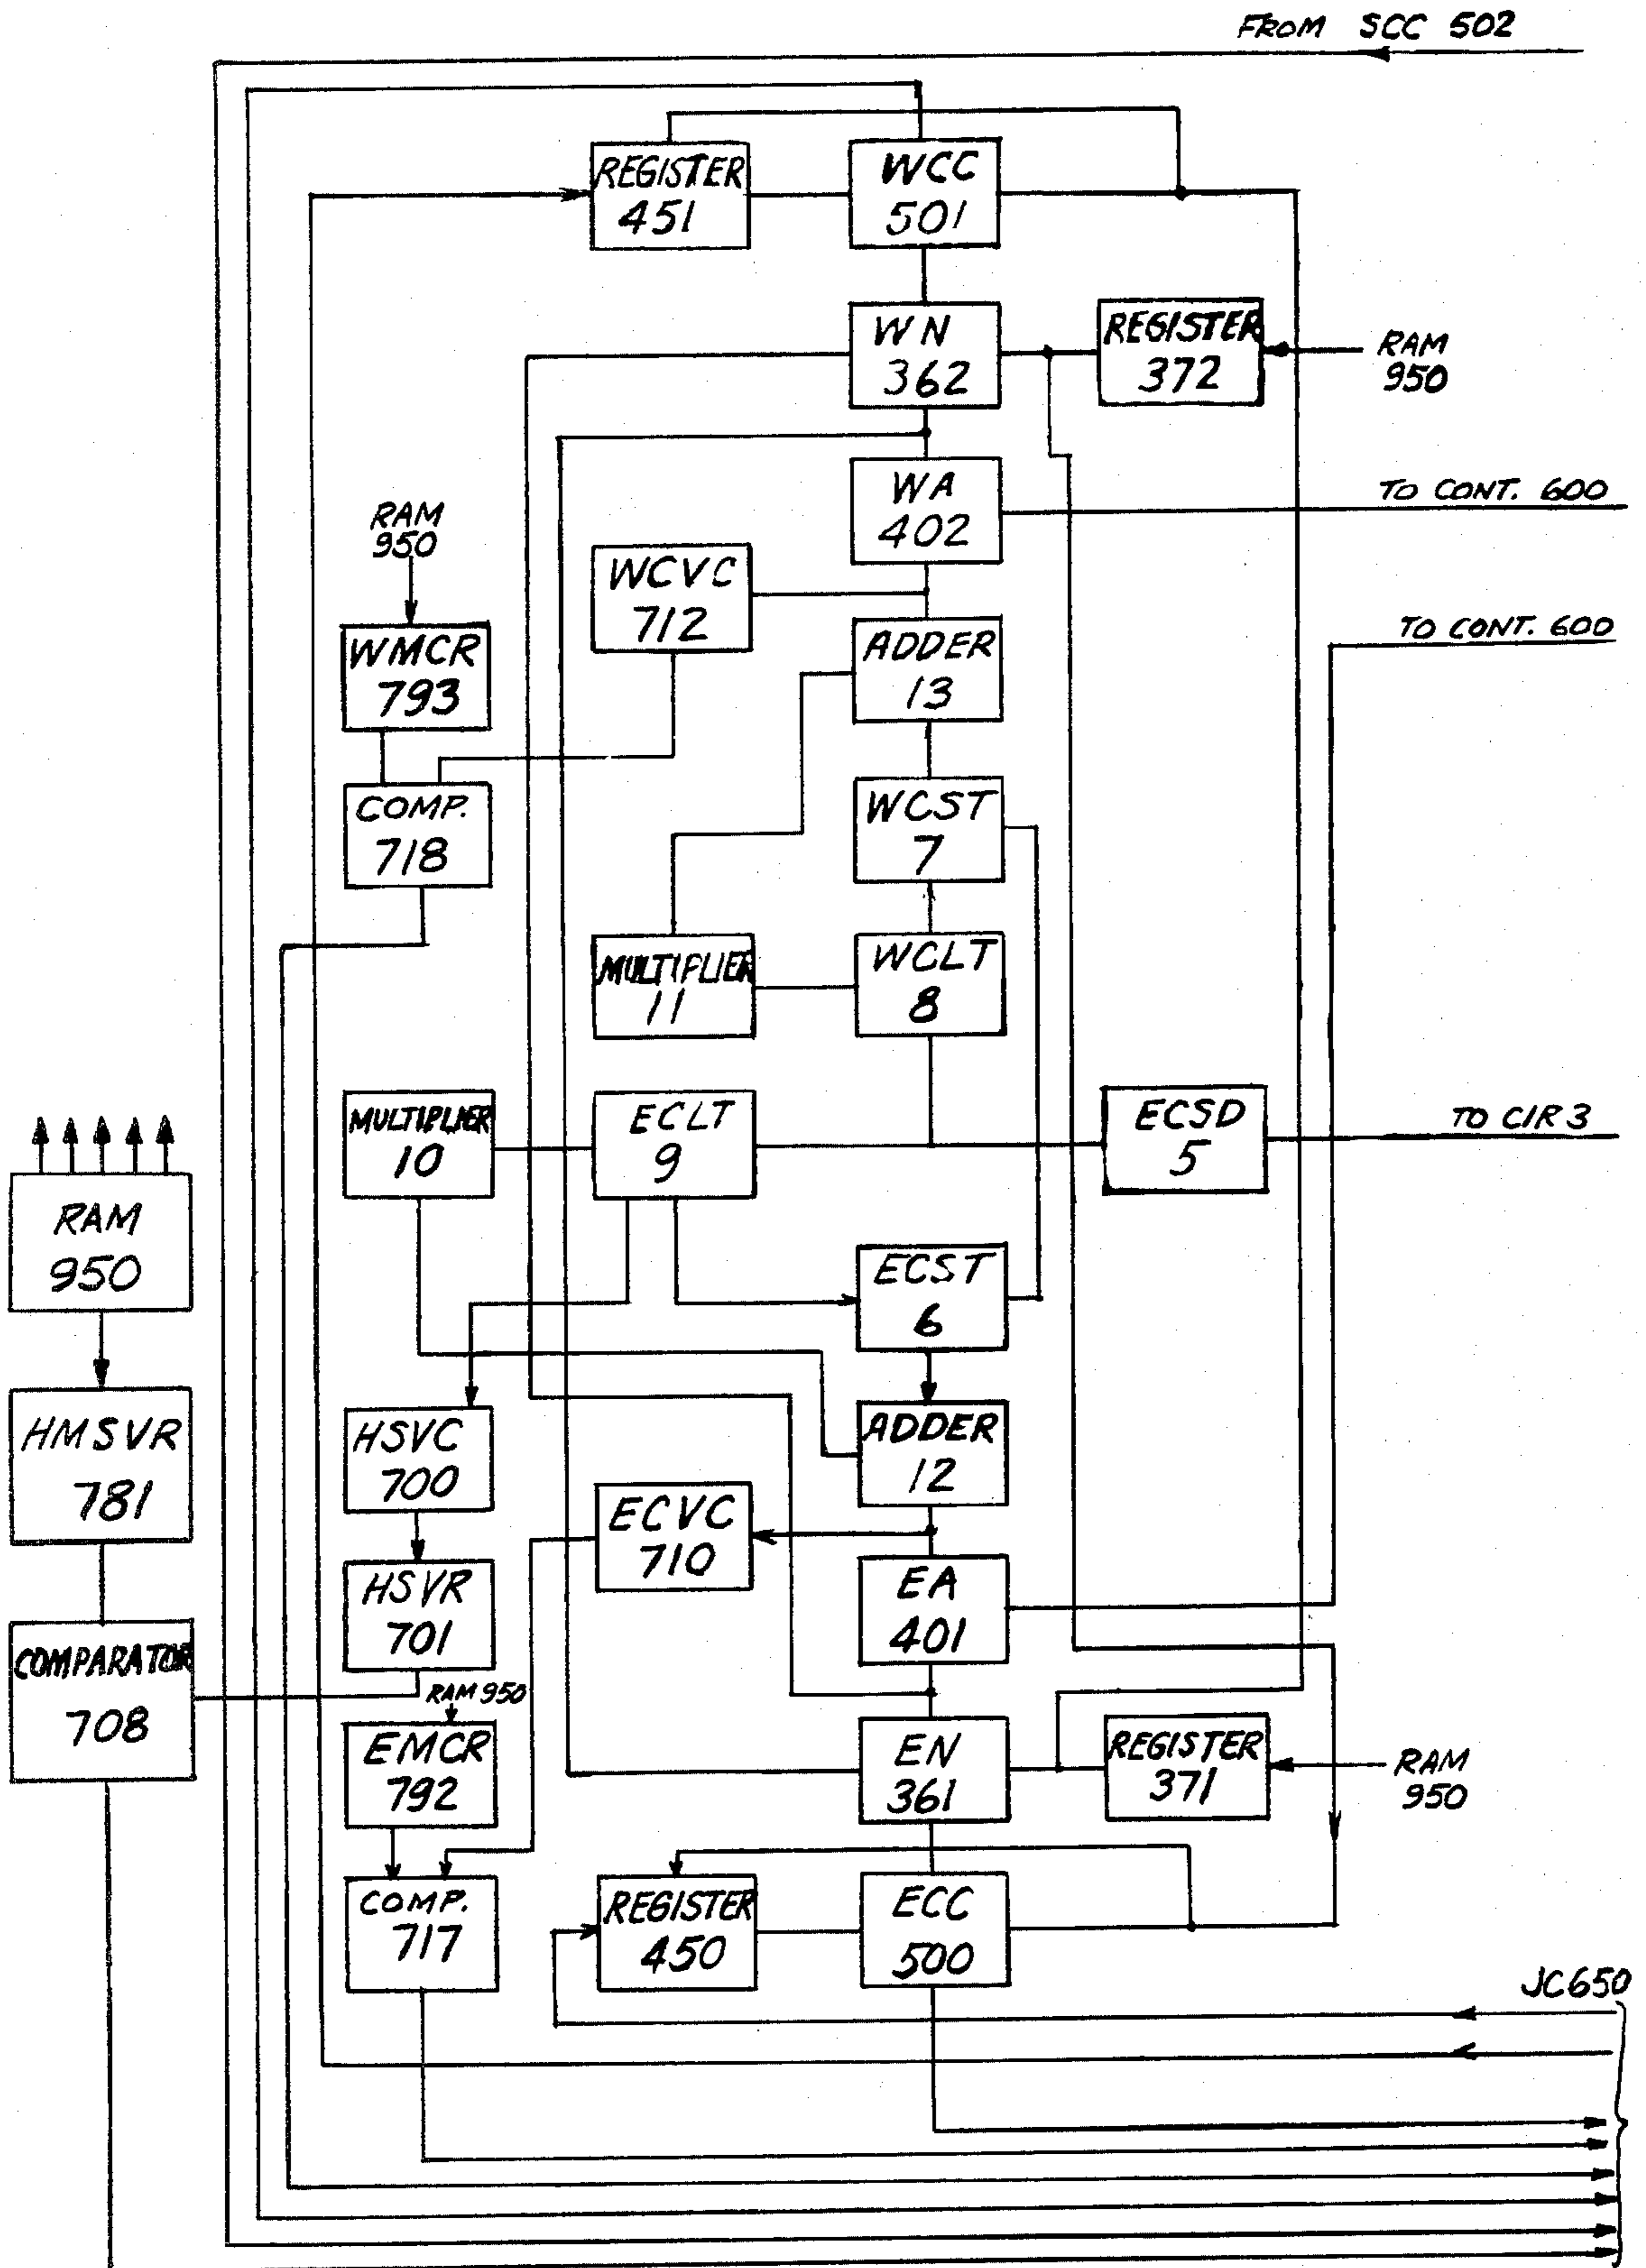 FROM SCC 502
REGISTER
451
WCC
501
WN
362
REGISTER
372
RAM
950
WA
402
TO CONT. 600
RAM
950
WCVC
712
WMCR
793
ADDER
13
TO CONT. 600
COMP.
718
WCST
7
MULTIPLIER
11
WCLT
8
MULTIPLIER
10
ECLT
9
ECSD
5
TO CIR 3
RAM
950
ECST
6
HMSVR
781
HSVC
700
ADDER
12
ECVC
710
HSVR
701
EA
401
COMPARATOR
708
RAM 950
EMCR
792
EN
361
REGISTER
371
RAM
950
COMP.
717
REGISTER
450
ECC
500
JC650